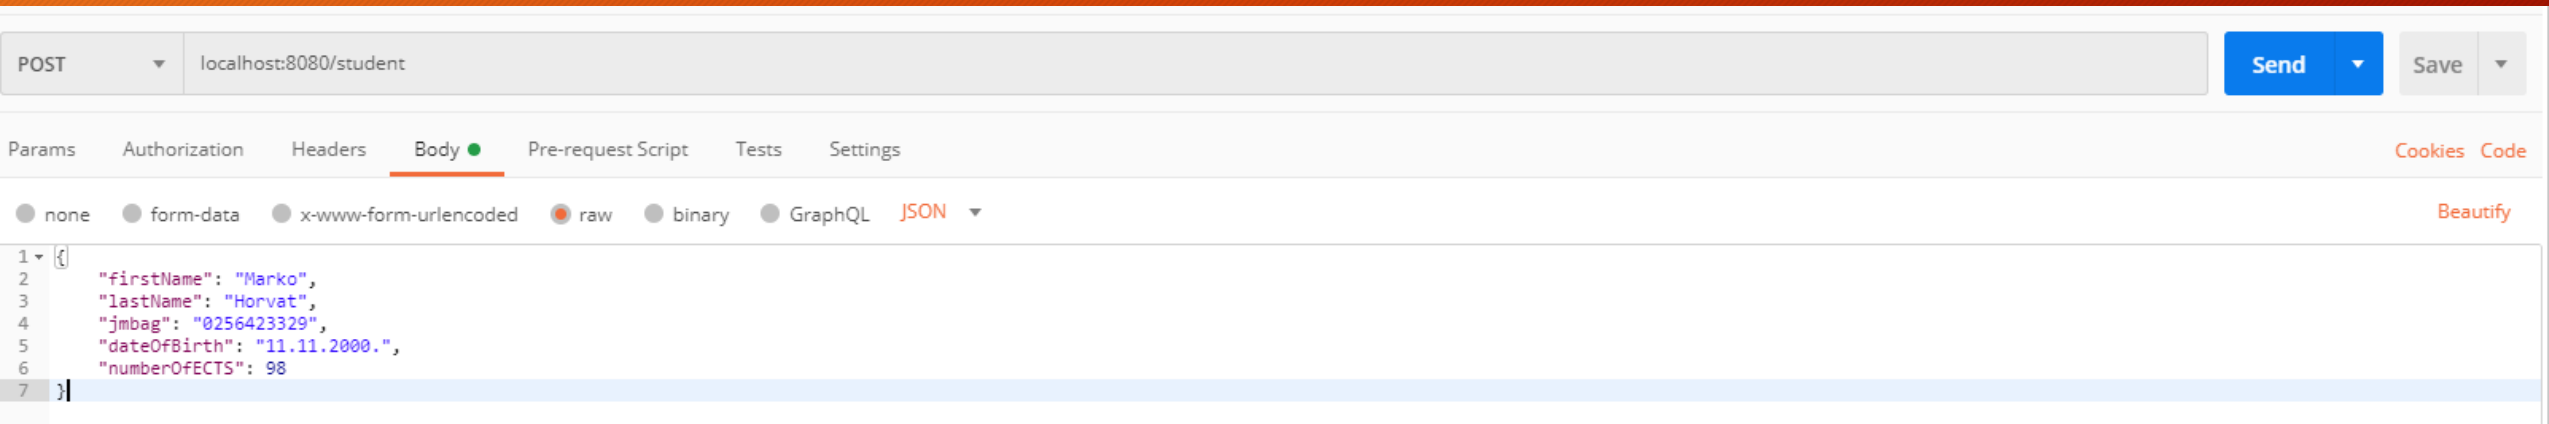 POST localhost:8080/student Send Save
Params Authorization Headers Body Pre-request Script Tests Settings Cookies Code
none form-data x-www-form-urlencoded raw binary GraphQL JSON Beautify
1 {
2 "firstName": "Marko",
3 "lastName": "Horvat",
4 "jmbag": "0256423329",
5 "dateOfBirth": "11.11.2000.",
6 "numberOfECTS": 98
7 }